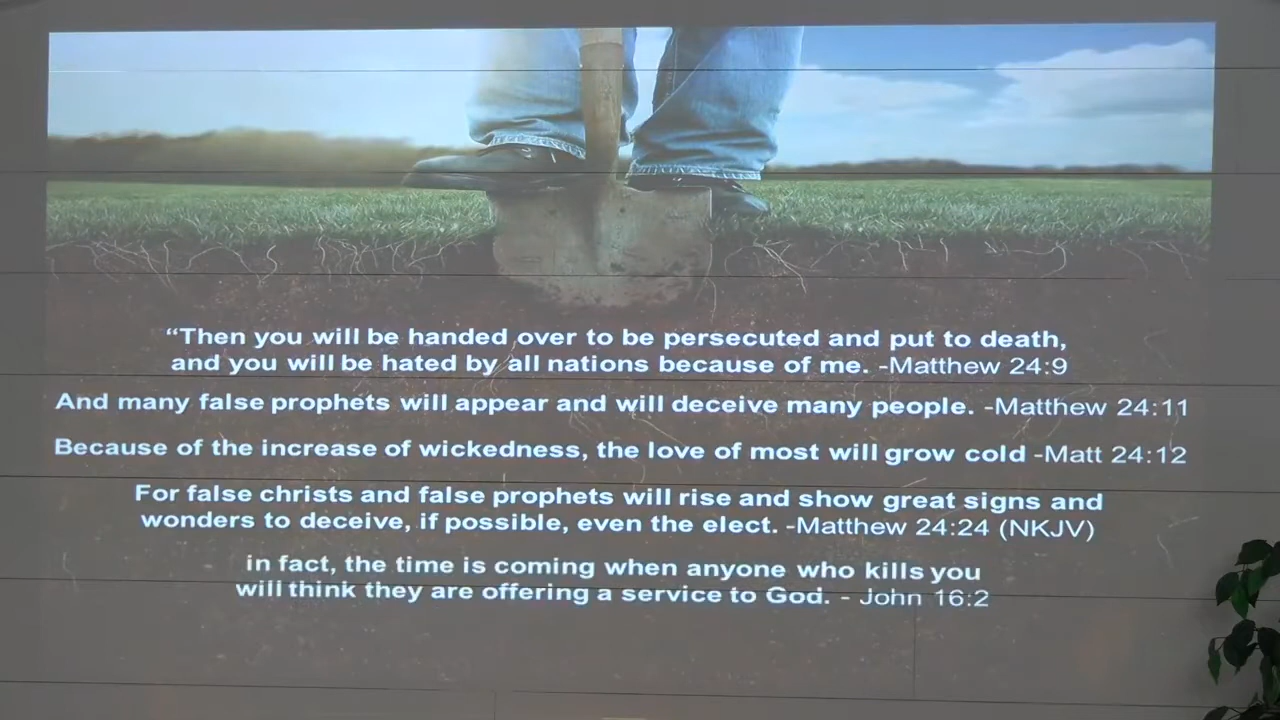 “Then you will be handed over to be persecuted and put to death,
and you will be hated by all nations because of me. -Matthew 24:9
And many false prophets will appear and will deceive many people. -Matthew 24:11
Because of the increase of wickedness, the love of most will grow cold -Matt 24:12
For false christs and false prophets will rise and show great signs and
wonders to deceive, if possible, even the elect. -Matthew 24:24 (NKJV)
in fact, the time is coming when anyone who kills you
will think they are offering a service to God. - John 16:2